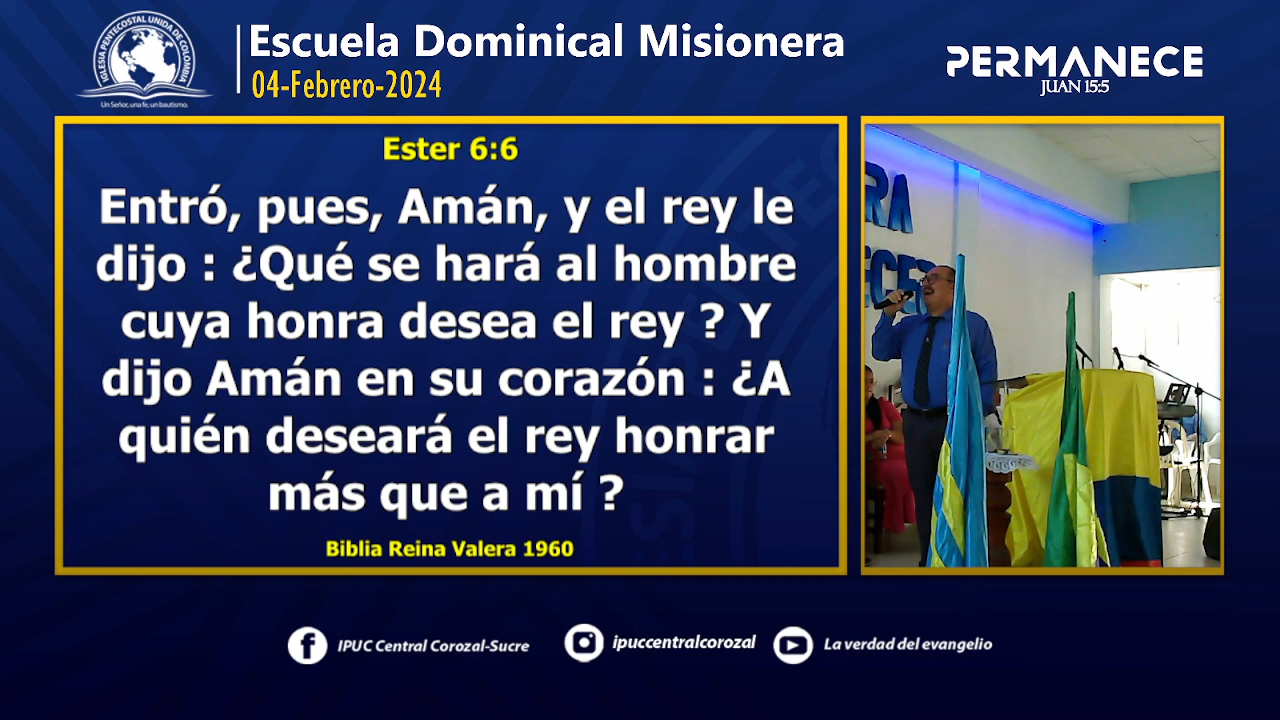 IGLESIA PENTECOSTAL UNIDA DE COLOMBIA
Un Señor, una fe, un bautismo.
Escuela Dominical Misionera
04-Febrero-2024
PERMANECE
JUAN 15:5
Ester 6:6
Entró, pues, Amán, y el rey le
dijo : ¿Qué se hará al hombre
cuya honra desea el rey ? Y
dijo Amán en su corazón : ¿A
quién deseará el rey honrar
más que a mí ?
Biblia Reina Valera 1960
IPUC Central Corozal-Sucre
ipuccentralcorozal
La verdad del evangelio